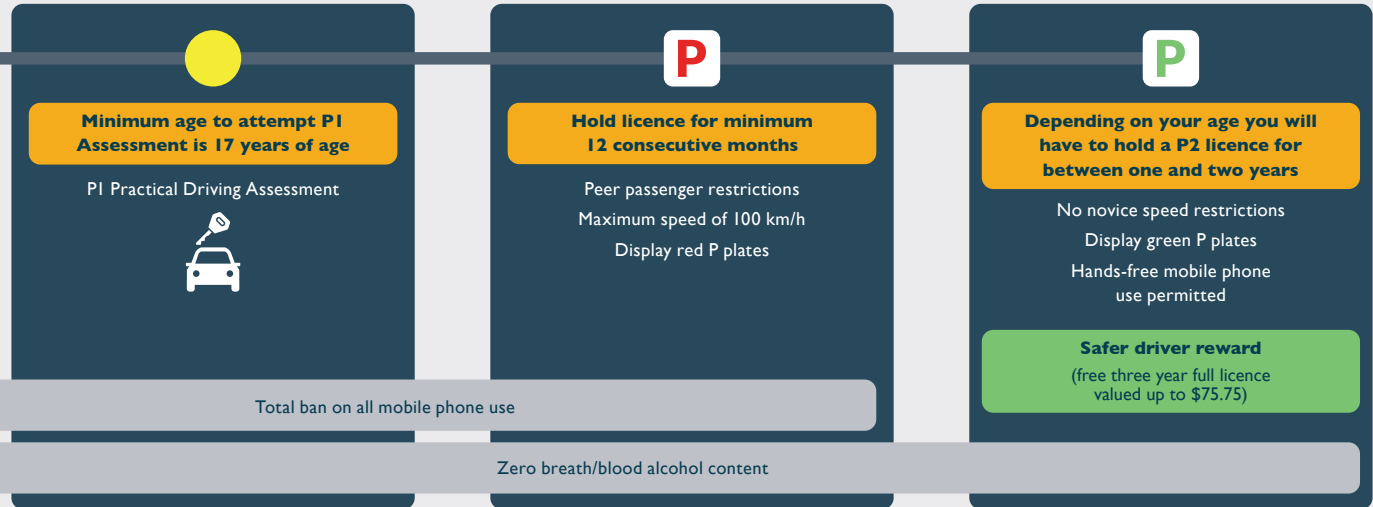 Minimum age to attempt P1
Assessment is 17 years of age
P1 Practical Driving Assessment
P
Hold licence for minimum
12 consecutive months
Peer passenger restrictions
Maximum speed of 100 km/h
Display red P plates
P
Depending on your age you will
have to hold a P2 licence for
between one and two years
No novice speed restrictions
Display green P plates
Hands-free mobile phone
use permitted
Safer driver reward
(free three year full licence
valued up to $75.75)
Total ban on all mobile phone use
Zero breath/blood alcohol content